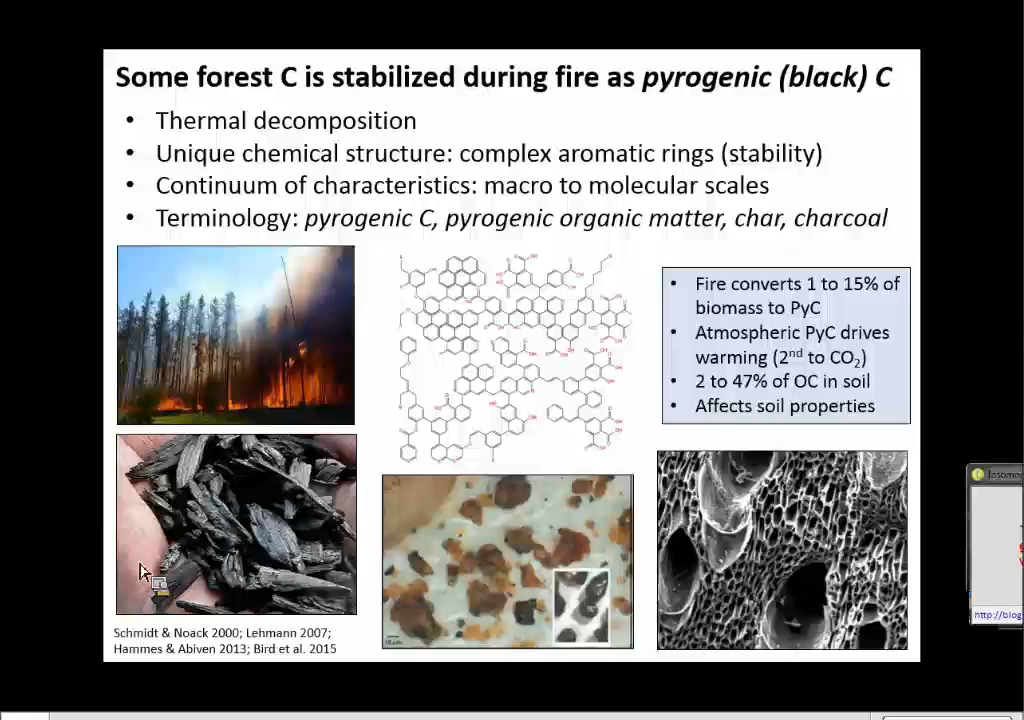 Some forest C is stabilized during fire as pyrogenic (black) C
• Thermal decomposition
• Unique chemical structure: complex aromatic rings (stability)
• Continuum of characteristics: macro to molecular scales
• Terminology: pyrogenic C, pyrogenic organic matter, char, charcoal
• Fire converts 1 to 15% of
biomass to PyC
• Atmospheric PyC drives
warming (2nd to CO2)
• 2 to 47% of OC in soil
• Affects soil properties
Schmidt & Noack 2000; Lehmann 2007;
Hammes & Abiven 2013; Bird et al. 2015
http://blog